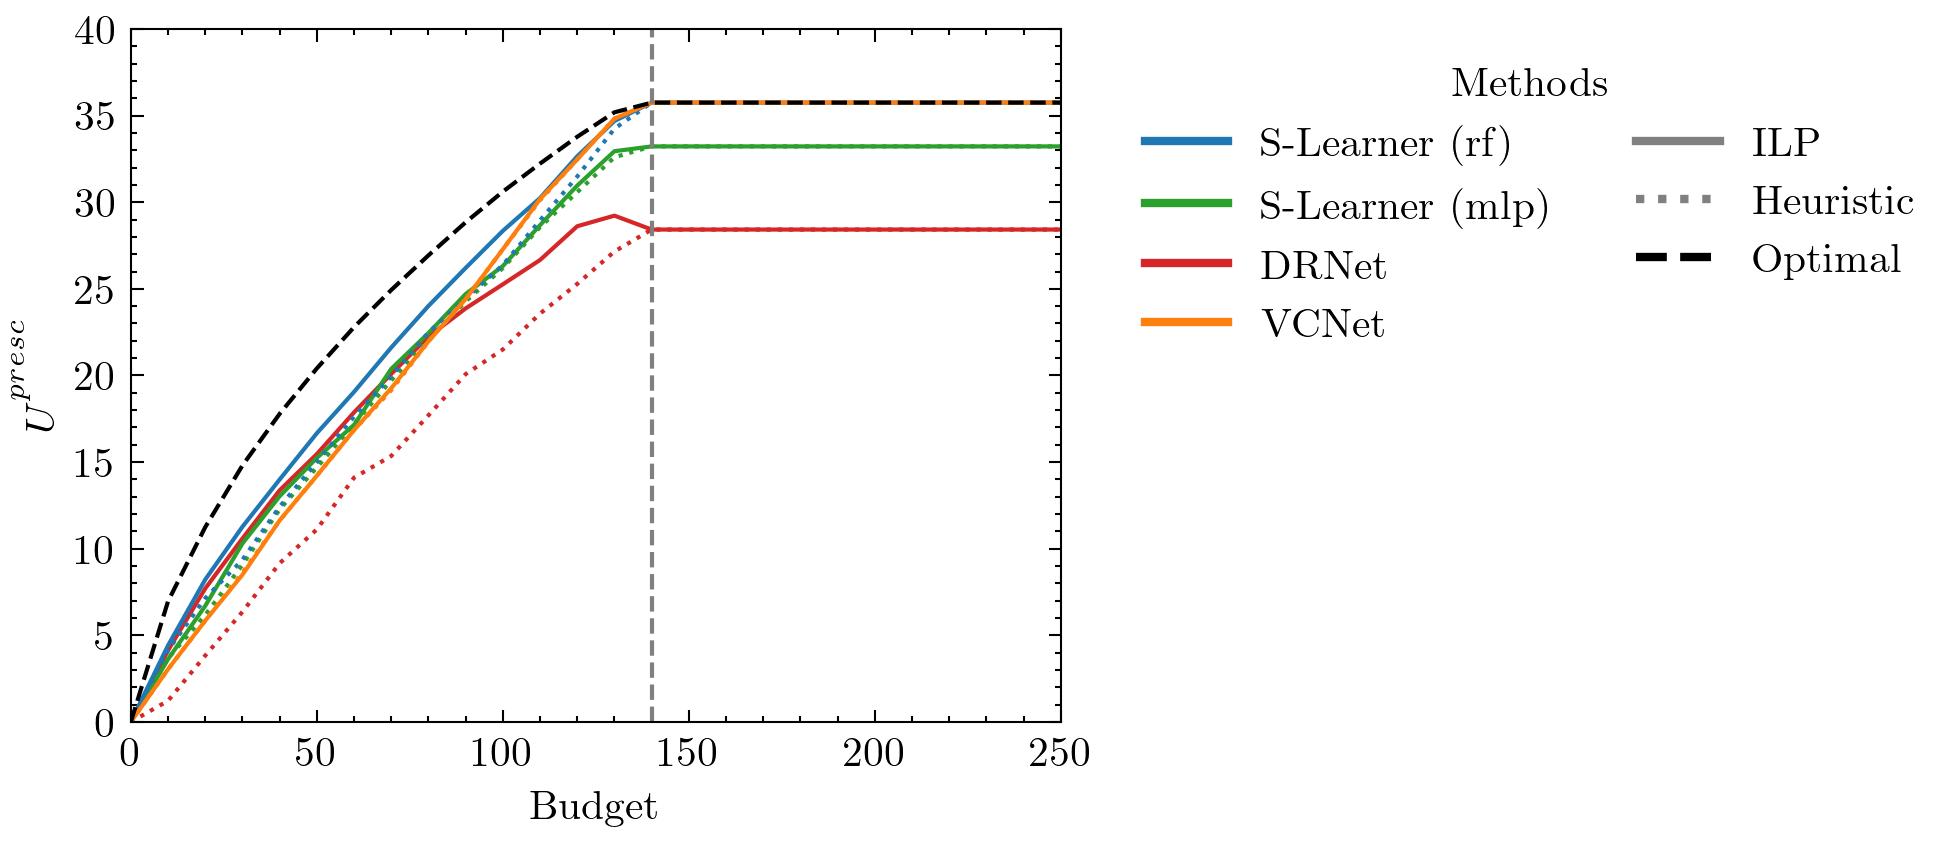 40
35
30
25
20
15
10
5
0
U^{presc}
0 50 100 150 200 250
Budget
Methods
S-Learner (rf)
S-Learner (mlp)
DRNet
VCNet
ILP
Heuristic
Optimal